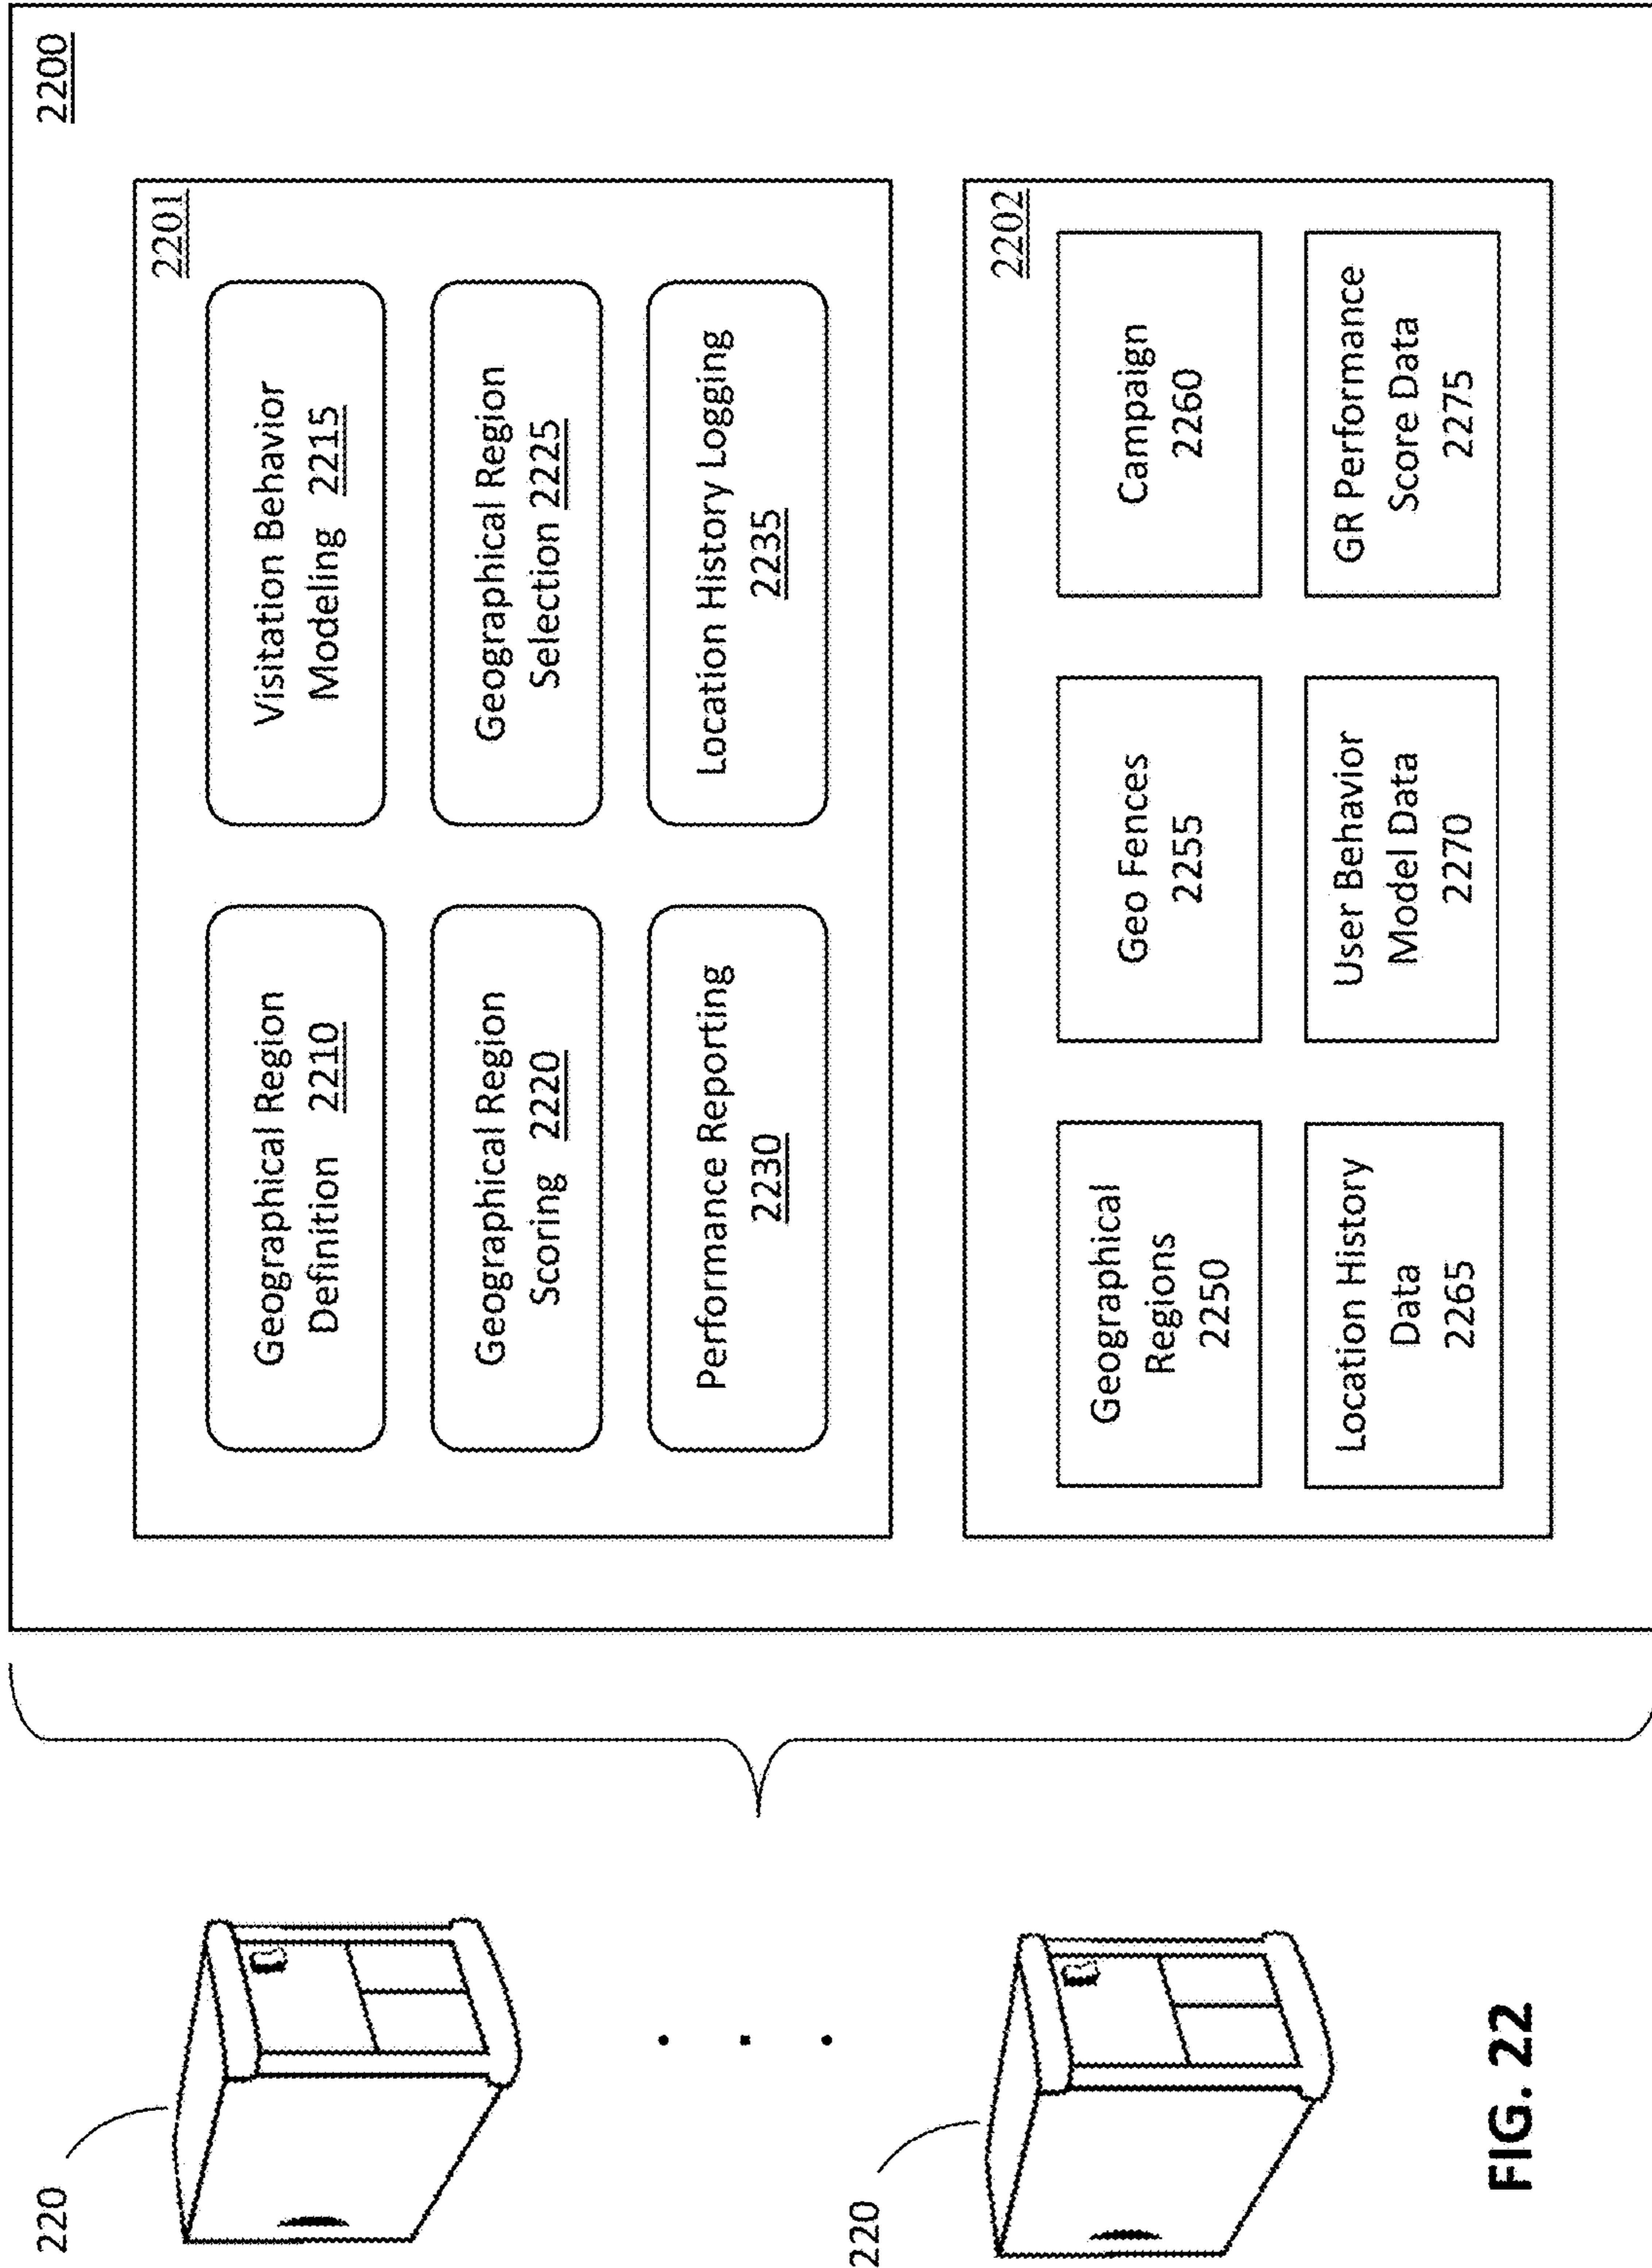 2200
2201
Geographical Region
Definition 2210
Visitation Behavior
Modeling 2215
Geographical Region
Scoring 2220
Geographical Region
Selection 2225
Performance Reporting
2230
Location History Logging
2235
2202
Geographical
Regions
2250
Geo Fences
2255
Campaign
2260
Location History
Data
2265
User Behavior
Model Data
2270
GR Performance
Score Data
2275
220
220
FIG. 22